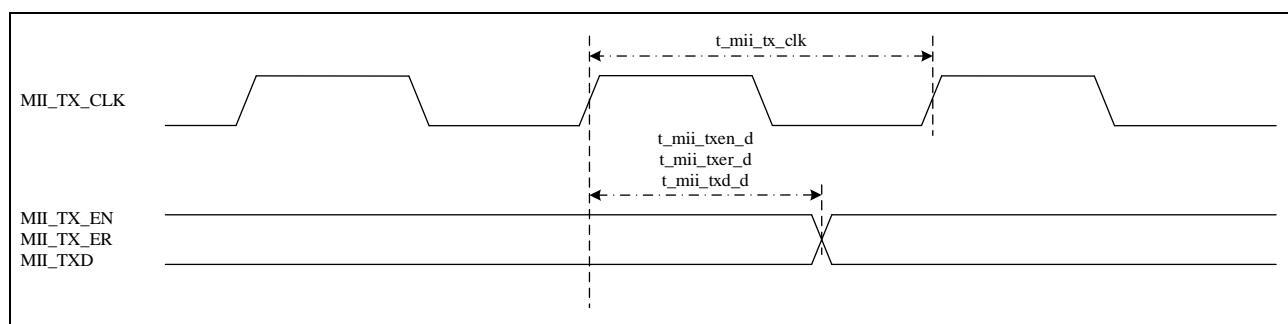 t_mii_tx_clk
MII_TX_CLK
t_mii_txen_d
t_mii_txer_d
t_mii_txd_d
MII_TX_EN
MII_TX_ER
MII_TXD